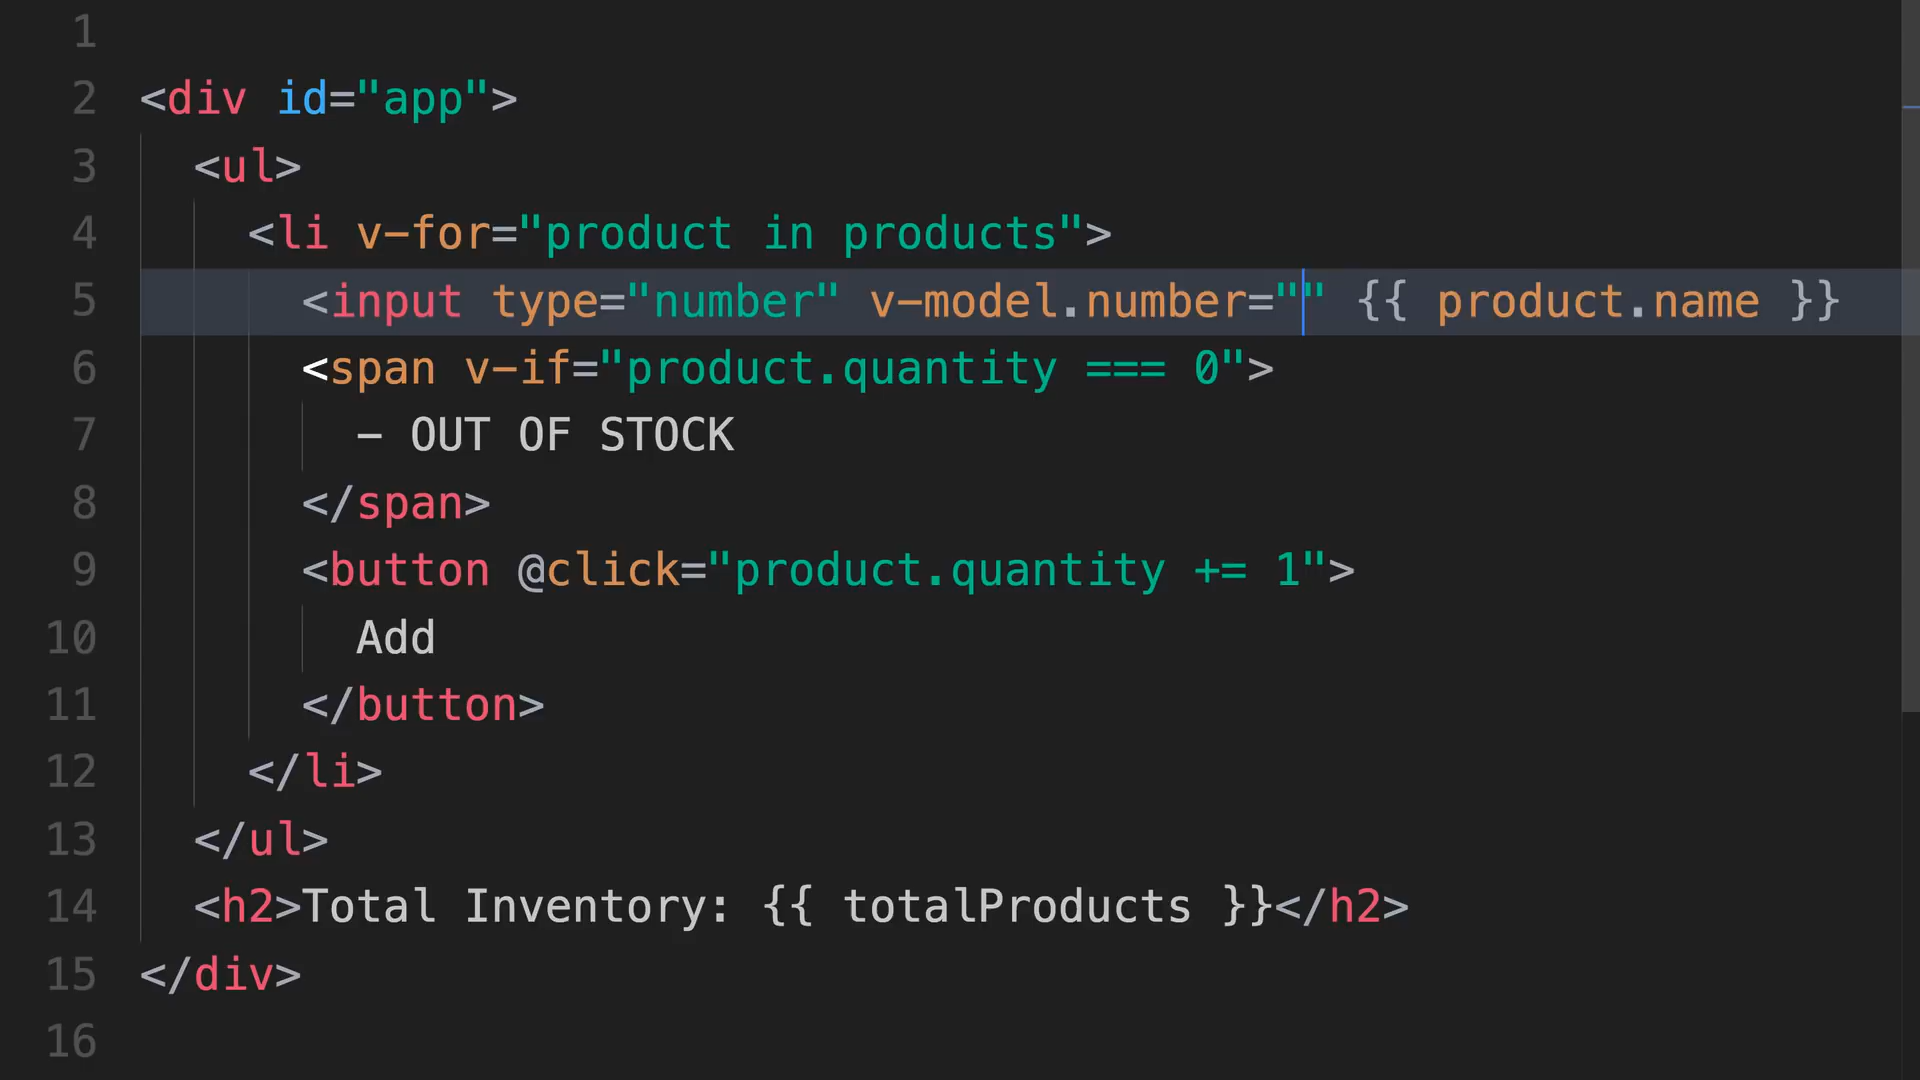 1
2 <div id="app">
3 <ul>
4 <li v-for="product in products">
5 <input type="number" v-model.number="" {{ product.name }}
6 <span v-if="product.quantity === 0">
7 - OUT OF STOCK
8 </span>
9 <button @click="product.quantity += 1">
10 Add
11 </button>
12 </li>
13 </ul>
14 <h2>Total Inventory: {{ totalProducts }}</h2>
15 </div>
16